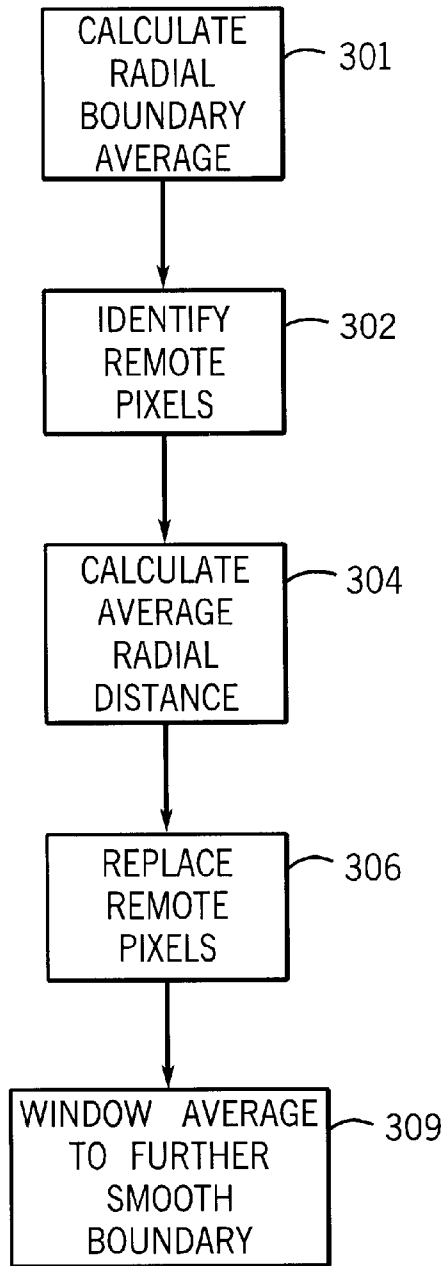 CALCULATE
RADIAL
BOUNDARY
AVERAGE
301
IDENTIFY
REMOTE
PIXELS
302
CALCULATE
AVERAGE
RADIAL
DISTANCE
304
REPLACE
REMOTE
PIXELS
306
WINDOW AVERAGE
TO FURTHER
SMOOTH
BOUNDARY
309